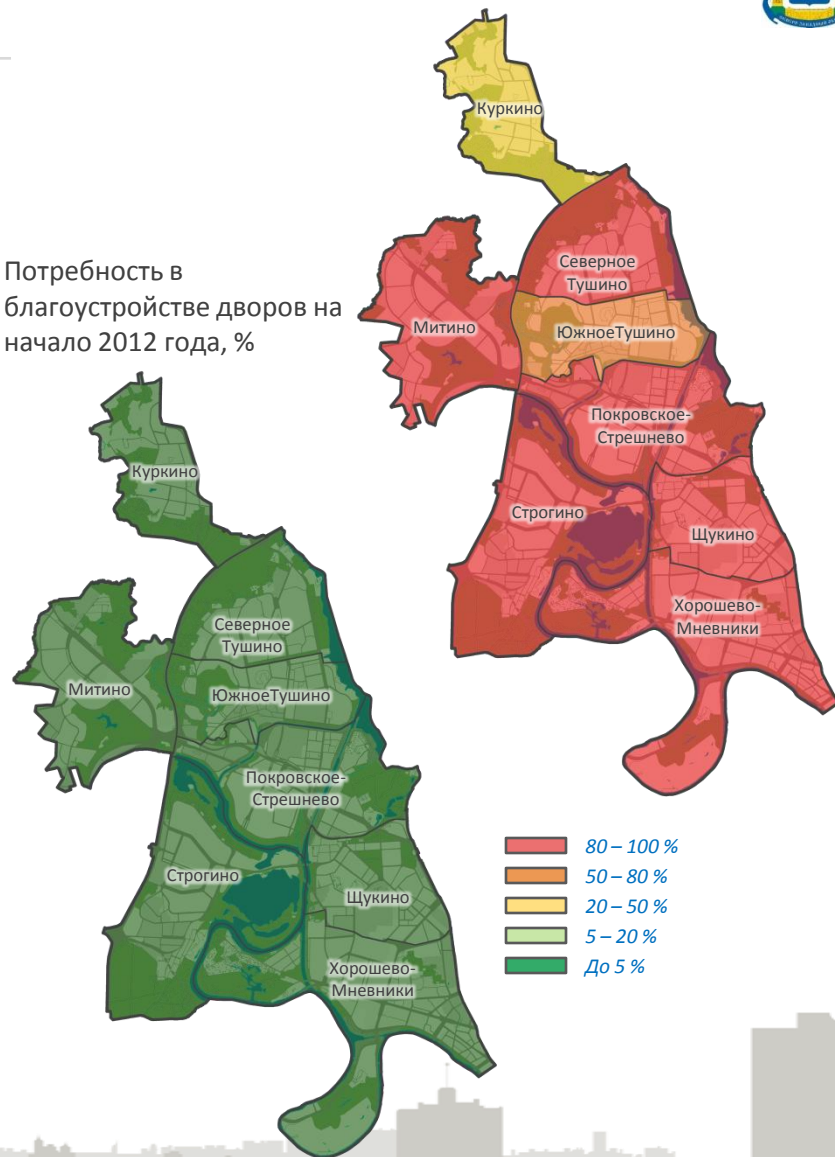 Куркино
Северное
Тушино
Митино
ЮжноеТушино
Покровское-
Стрешнево
Строгино
Щукино
Хорошево-
Мневники
Потребность в
благоустройстве дворов на
начало 2012 года, %
Куркино
Северное
Тушино
Митино
ЮжноеТушино
Покровское-
Стрешнево
Строгино
Щукино
Хорошево-
Мневники
80 – 100 %
50 – 80 %
20 – 50 %
5 – 20 %
До 5 %